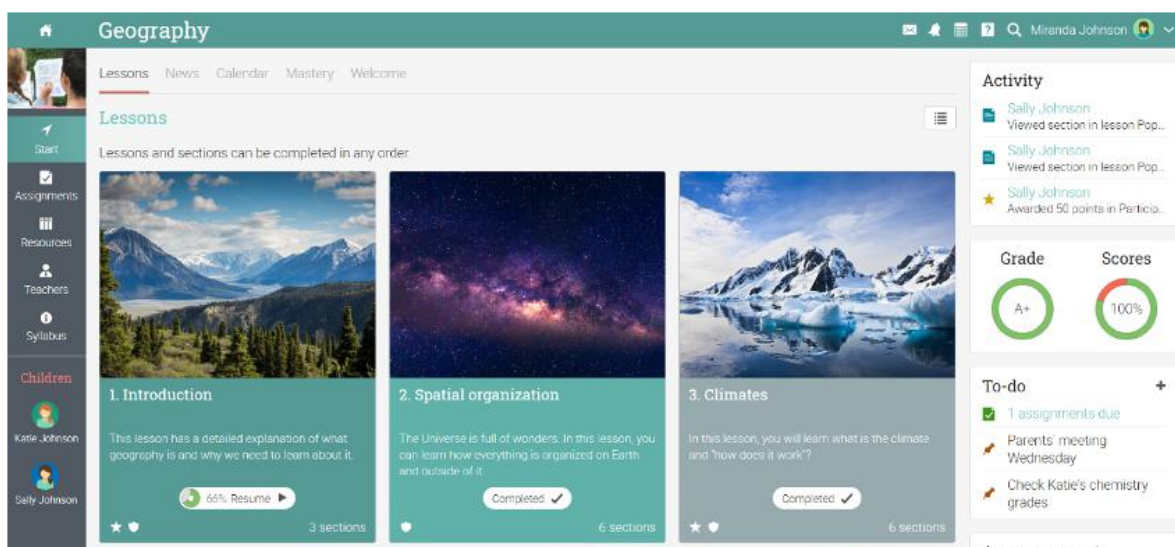 Geography
Miranda Johnson
Start
Assignments
Resources
Teachers
Syllabus
Children
Katie Johnson
Sally Johnson
Lessons News Calendar Mastery Welcome
Lessons
Lessons and sections can be completed in any order.
1. Introduction
This lesson has a detailed explanation of what
geography is and why we need to learn about it.
66% Resume
3 sections
2. Spatial organization
The Universe is full of wonders. In this lesson, you
can learn how everything is organized on Earth
and outside of it.
Completed
6 sections
3. Climates
In this lesson, you will learn what is the climate
and "how does it work"?
Completed
6 sections
Activity
Sally Johnson
Viewed section in lesson Pop...
Sally Johnson
Viewed section in lesson Pop...
Sally Johnson
Awarded 50 points in Particip...
Grade Scores
A+ 100%
To-do +
1 assignments due
Parents' meeting
Wednesday
Check Katie's chemistry
grades